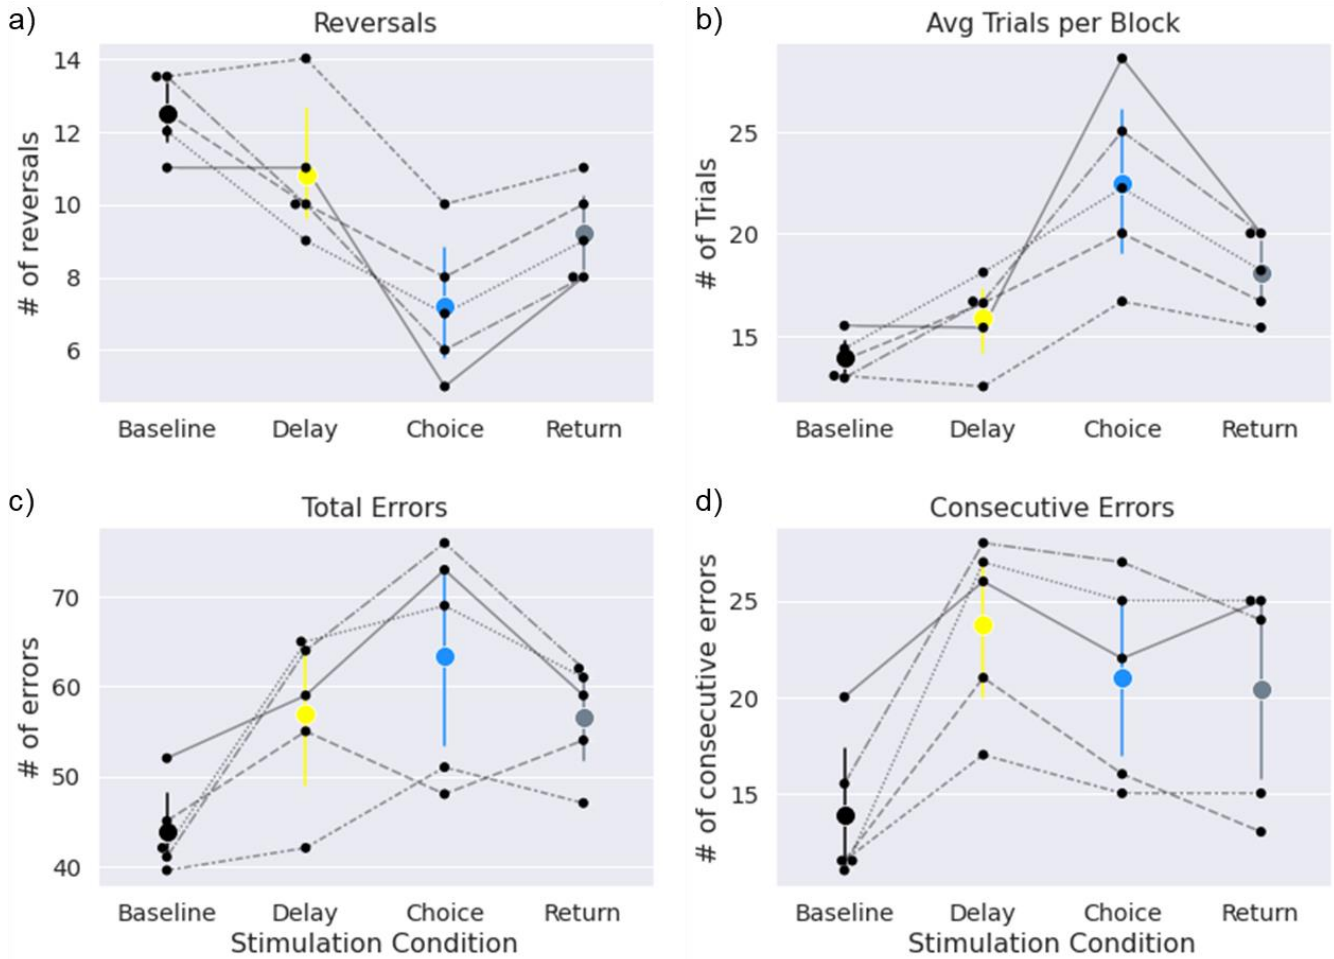 a) Reversals
# of reversals
14
12
10
8
6
Baseline Delay Choice Return
b) Avg Trials per Block
# of Trials
25
20
15
Baseline Delay Choice Return
c) Total Errors
# of errors
70
60
50
40
Baseline Delay Choice Return
Stimulation Condition
d) Consecutive Errors
# of consecutive errors
25
20
15
Baseline Delay Choice Return
Stimulation Condition